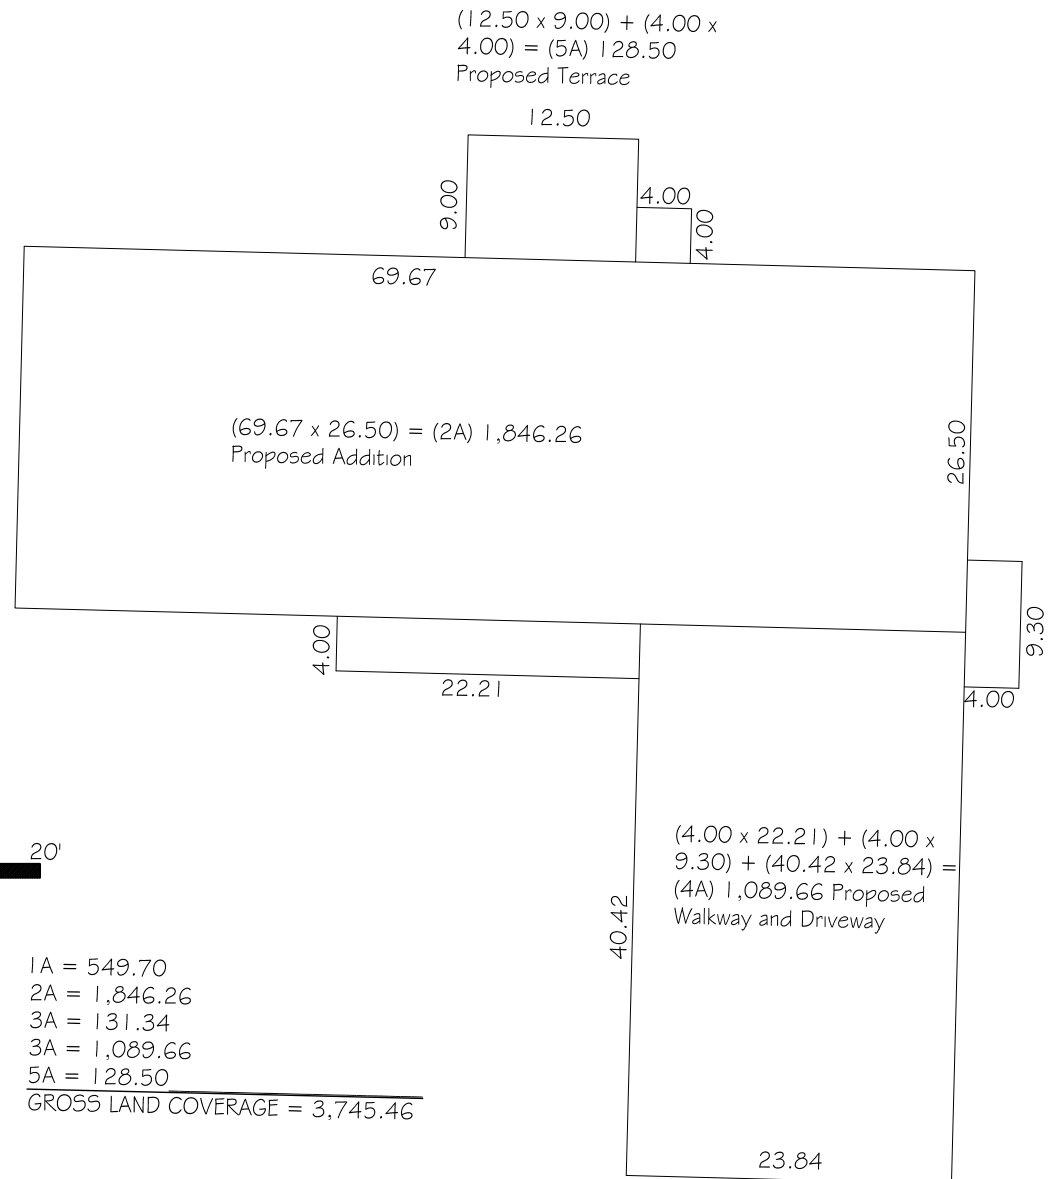 (12.50 x 9.00) + (4.00 x
4.00) = (5A) 128.50
Proposed Terrace
12.50
9.00
4.00
4.00
69.67
(69.67 x 26.50) = (2A) 1,846.26
Proposed Addition
26.50
9.30
4.00
4.00
22.21
(4.00 x 22.21) + (4.00 x
9.30) + (40.42 x 23.84) =
(4A) 1,089.66 Proposed
Walkway and Driveway
20'
40.42
1A = 549.70
2A = 1,846.26
3A = 131.34
3A = 1,089.66
5A = 128.50
GROSS LAND COVERAGE = 3,745.46
23.84